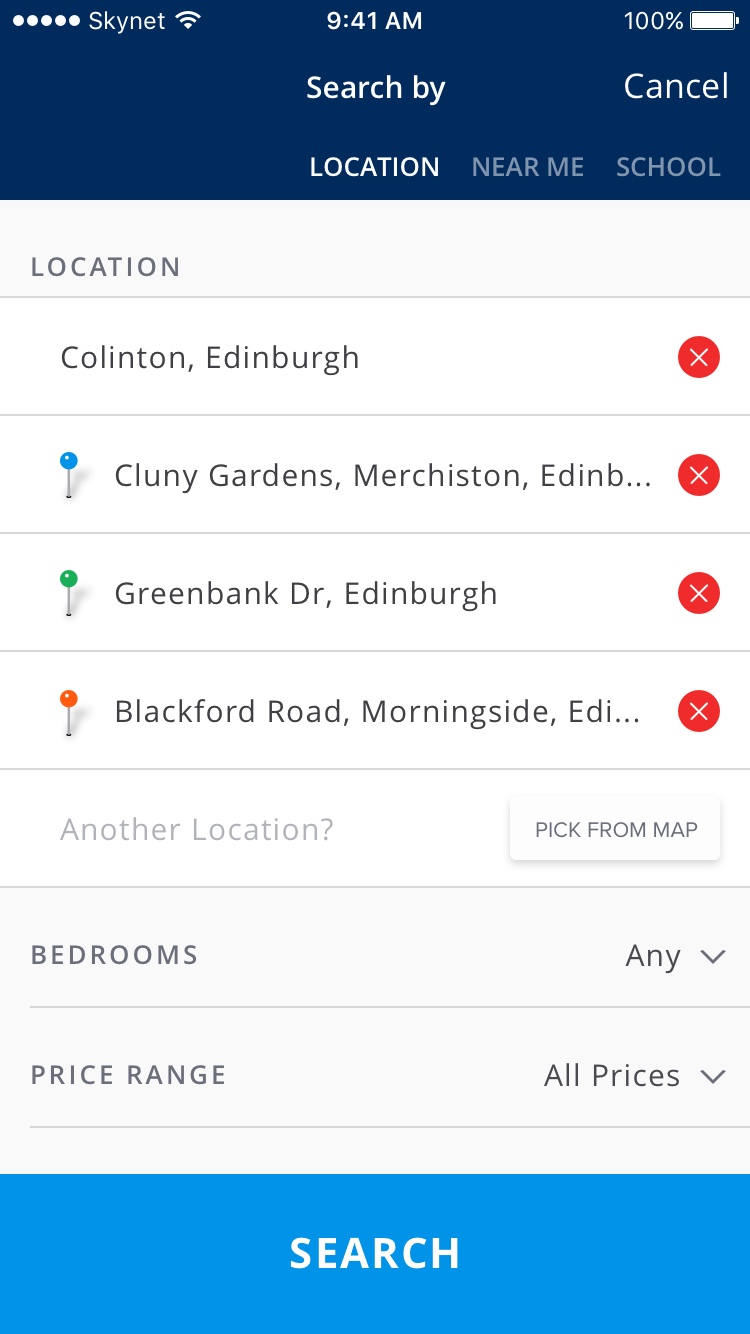 Skynet 9:41 AM 100%
Search by Cancel
LOCATION NEAR ME SCHOOL
LOCATION
Colinton, Edinburgh
Cluny Gardens, Merchiston, Edinb...
Greenbank Dr, Edinburgh
Blackford Road, Morningside, Edi...
Another Location? PICK FROM MAP
BEDROOMS Any
PRICE RANGE All Prices
SEARCH